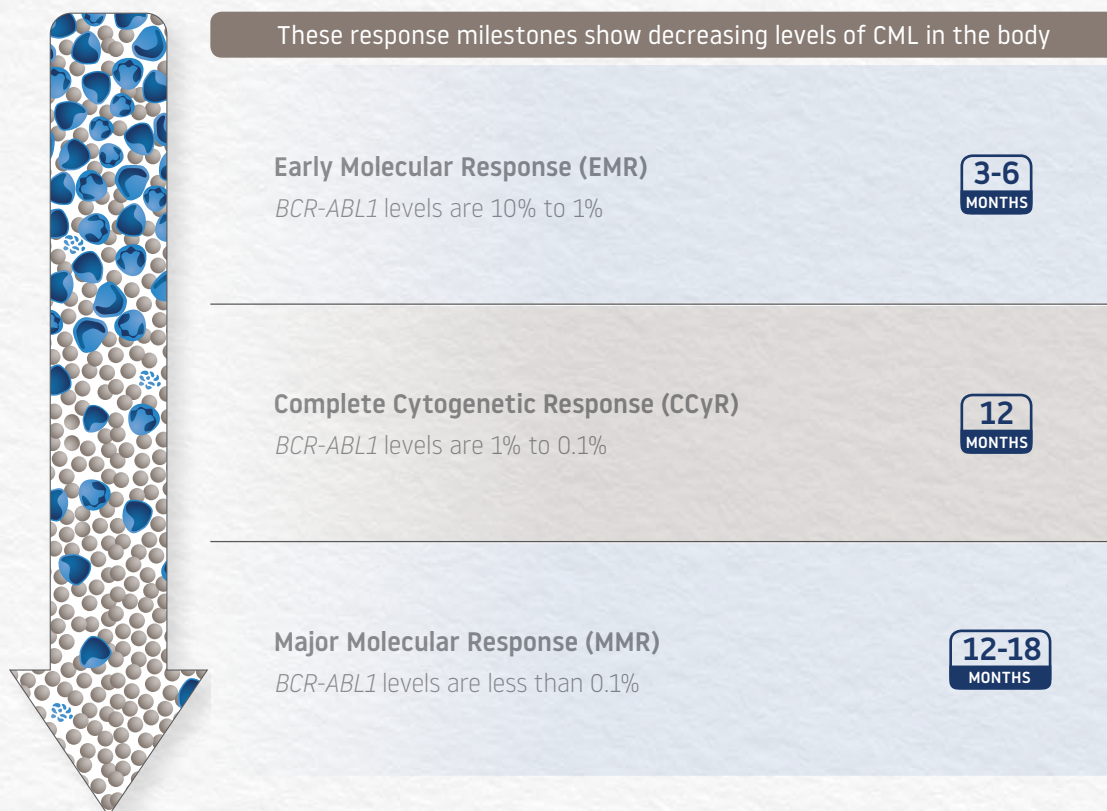 These response milestones show decreasing levels of CML in the body
Early Molecular Response (EMR)
BCR-ABL1 levels are 10% to 1%
3-6
MONTHS
Complete Cytogenetic Response (CCyR)
BCR-ABL1 levels are 1% to 0.1%
12
MONTHS
Major Molecular Response (MMR)
BCR-ABL1 levels are less than 0.1%
12-18
MONTHS